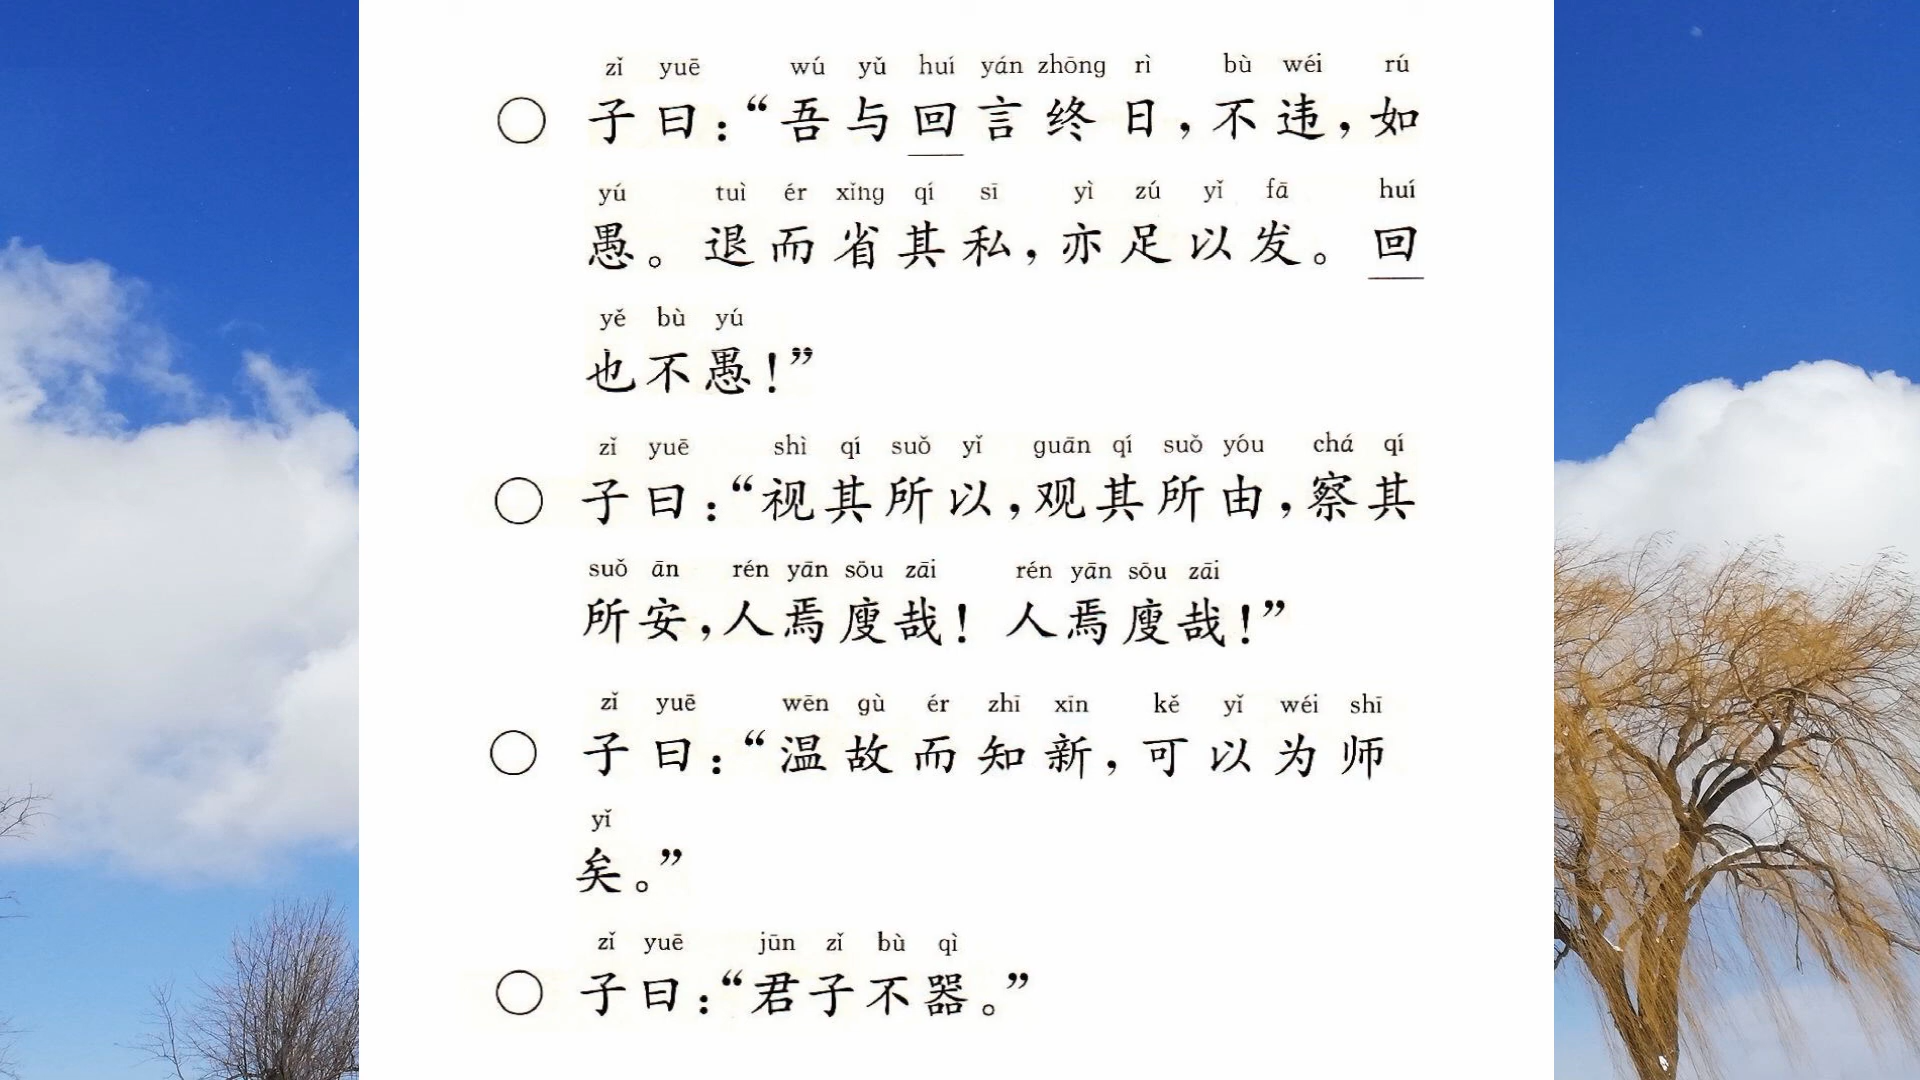 zǐ yuē wú yǔ huí yán zhōng rì bù wéi rú
子曰：“吾与回言终日，不违，如
yú tuì ér xǐng qí sī yì zú yǐ fā huí
愚。退而省其私，亦足以发。回
yě bù yú
也不愚！”
zǐ yuē shì qí suǒ yǐ guān qí suǒ yóu chá qí
子曰：“视其所以，观其所由，察其
suǒ ān rén yān sōu zāi rén yān sōu zāi
所安，人焉廋哉！人焉廋哉！”
zǐ yuē wēn gù ér zhī xīn kě yǐ wéi shī
子曰：“温故而知新，可以为师
yǐ
矣。”
zǐ yuē jūn zǐ bù qì
子曰：“君子不器。”